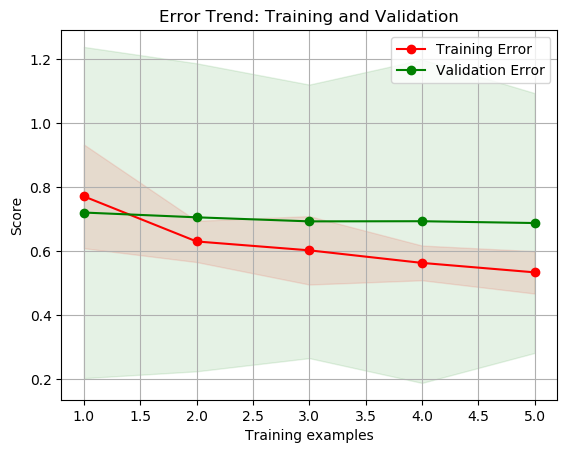 Error Trend: Training and Validation
Training Error
Validation Error
Score
1.2
1.0
0.8
0.6
0.4
0.2
1.0 1.5 2.0 2.5 3.0 3.5 4.0 4.5 5.0
Training examples